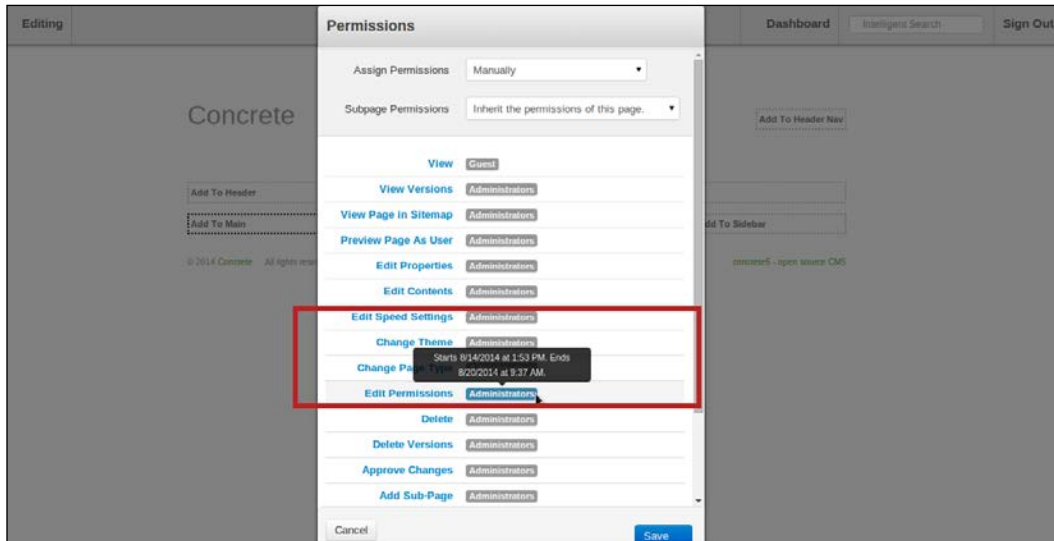 Editing
Permissions
Dashboard
Intelligent Search
Sign Out
Assign Permissions Manually
Subpage Permissions Inherit the permissions of this page.
Concrete
Add To Header Nav
View Guest
View Versions Administrators
Add To Header
View Page in Sitemap Administrators
Add To Main
dd To Sidebar
Preview Page As User Administrators
© 2014 Concrete All rights
concrete5 - open source CMS
Edit Properties Administrators
Edit Contents Administrators
Edit Speed Settings Administrators
Change Theme Administrators
Starts 8/14/2014 at 1:53 PM. Ends
8/20/2014 at 9:37 AM.
Change Page Type
Edit Permissions Administrators
Delete Administrators
Delete Versions Administrators
Approve Changes Administrators
Add Sub-Page Administrators
Cancel
Save